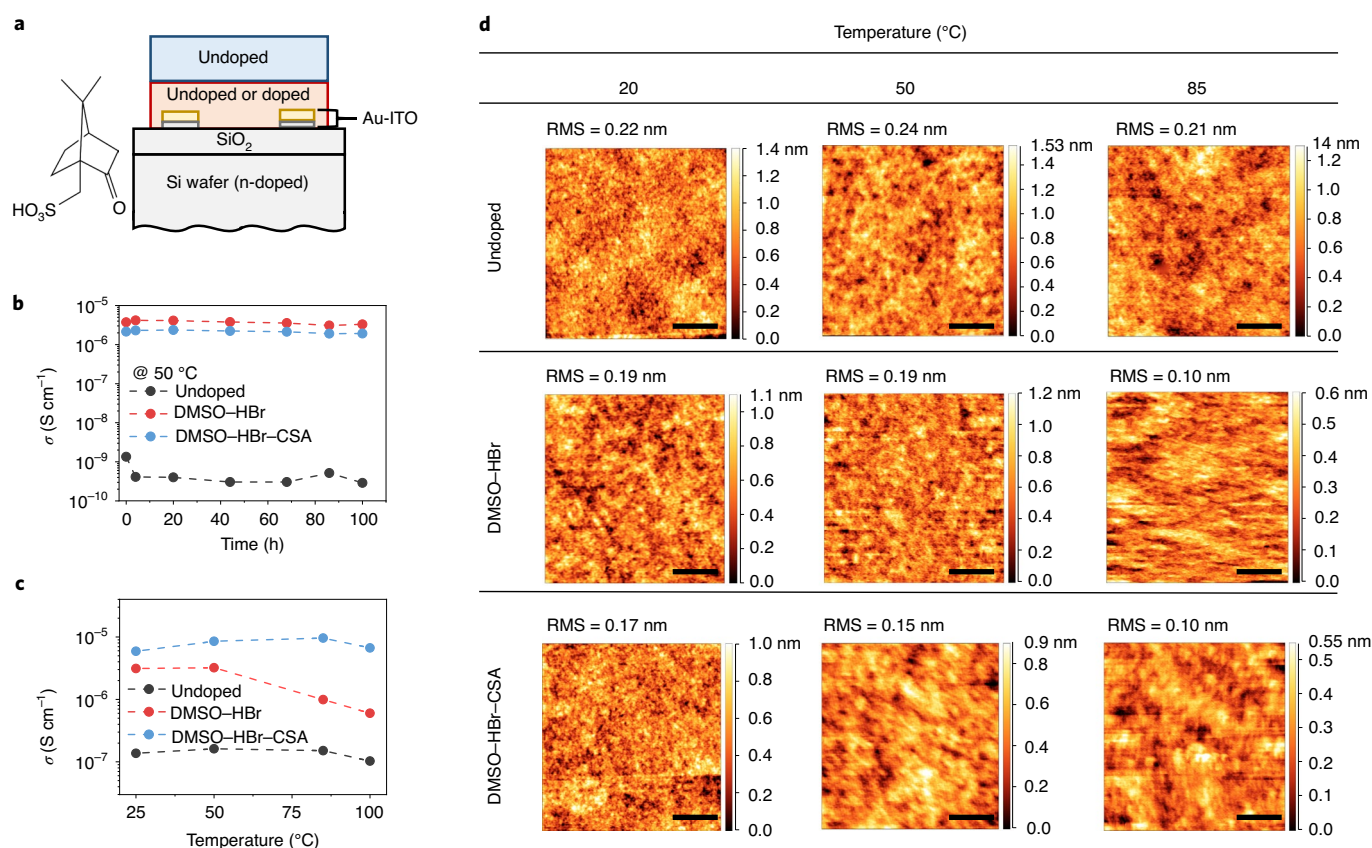 a
Undoped
Undoped or doped
Au-ITO
SiO₂
Si wafer (n-doped)
HO₃S
O
b
10⁻⁵
10⁻⁶
10⁻⁷
10⁻⁸
10⁻⁹
10⁻¹⁰
σ (S cm⁻¹)
@ 50 °C
Undoped
DMSO–HBr
DMSO–HBr–CSA
0 20 40 60 80 100
Time (h)
c
10⁻⁵
10⁻⁶
10⁻⁷
σ (S cm⁻¹)
Undoped
DMSO–HBr
DMSO–HBr–CSA
25 50 75 100
Temperature (°C)
d
Temperature (°C)
20 50 85
Undoped
RMS = 0.22 nm
1.4 nm
1.2
1.0
0.8
0.6
0.4
0.2
0.0
RMS = 0.24 nm
1.53 nm
1.4
1.2
1.0
0.8
0.6
0.4
0.2
0.0
RMS = 0.21 nm
14 nm
1.2
1.0
0.8
0.6
0.4
0.2
0.0
DMSO–HBr
RMS = 0.19 nm
1.1 nm
1.0
0.8
0.6
0.4
0.2
0.0
RMS = 0.19 nm
1.2 nm
1.0
0.8
0.6
0.4
0.2
0.0
RMS = 0.10 nm
0.6 nm
0.5
0.4
0.3
0.2
0.1
0.0
DMSO–HBr–CSA
RMS = 0.17 nm
1.0 nm
0.8
0.6
0.4
0.2
0.0
RMS = 0.15 nm
0.9 nm
0.8
0.6
0.4
0.2
0.0
RMS = 0.10 nm
0.55 nm
0.5
0.4
0.3
0.2
0.1
0.0